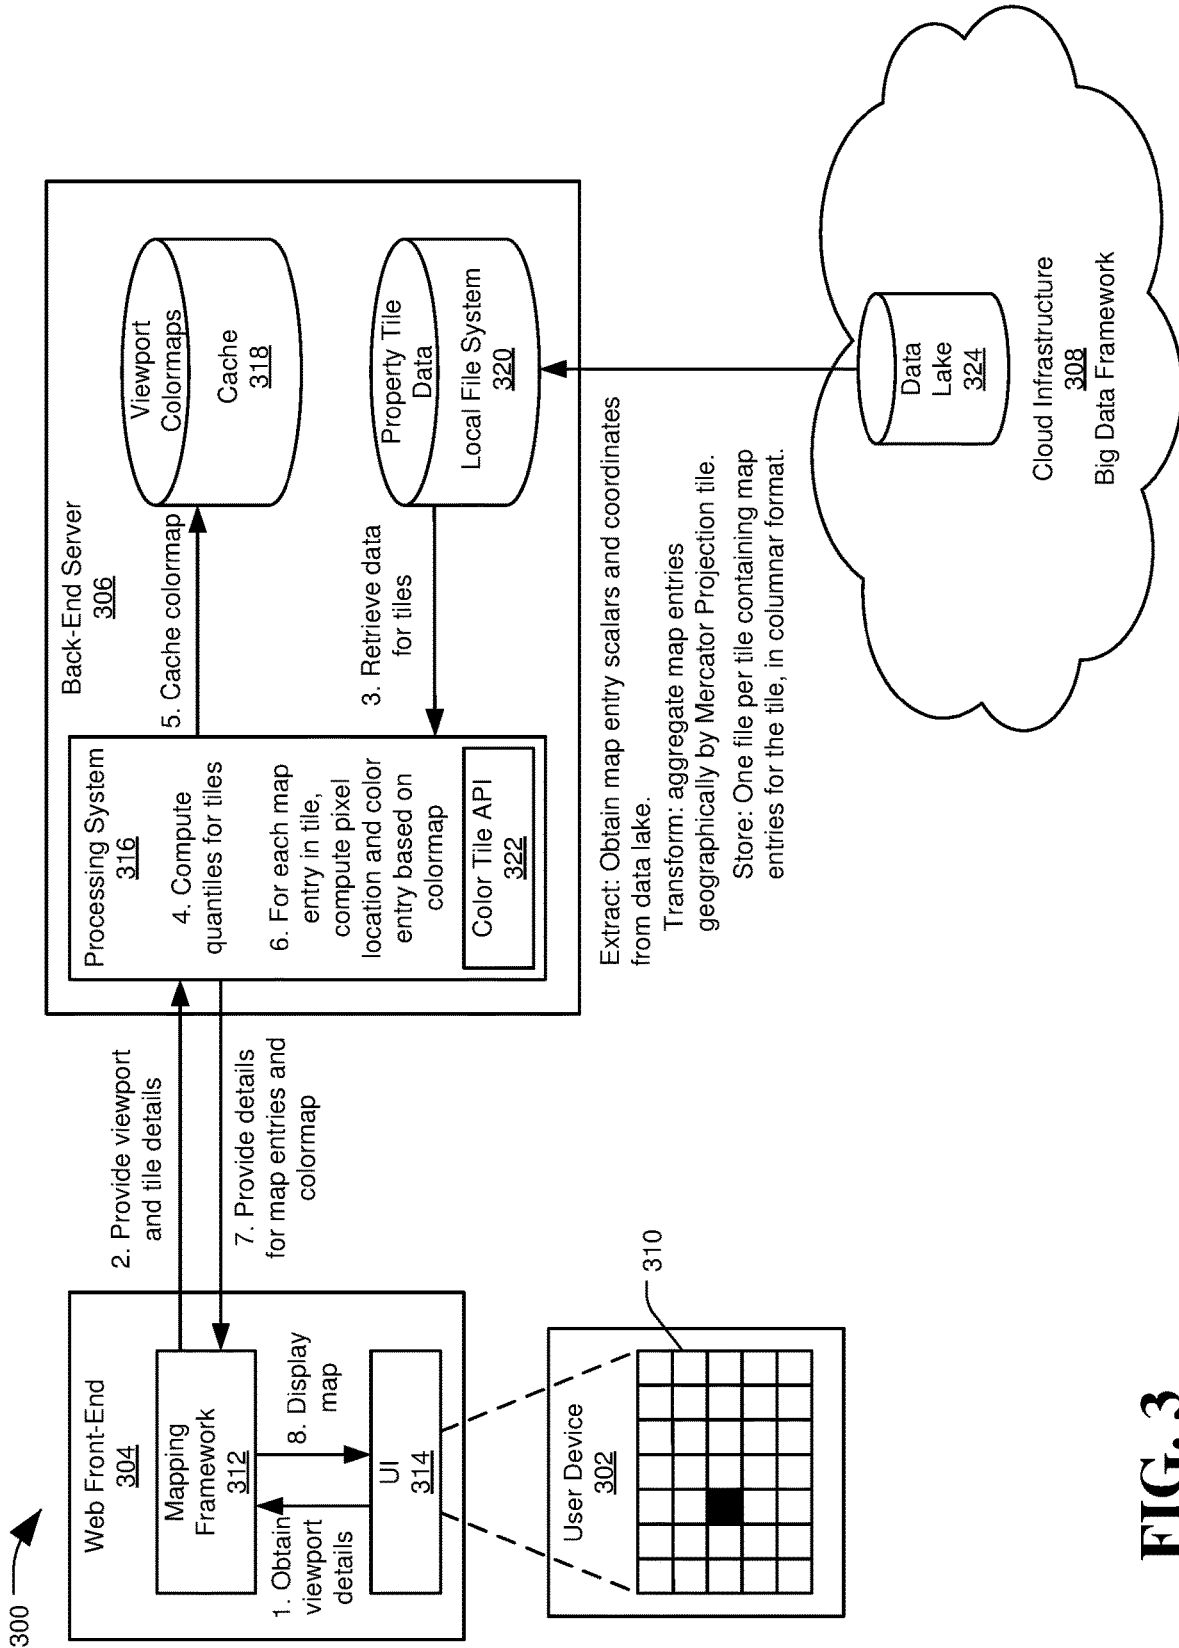 300
Web Front-End
304
Mapping
Framework
312
1. Obtain
viewport
details
8. Display
map
UI
314
User Device
302
310
2. Provide viewport
and tile details
7. Provide details
for map entries and
colormap
Back-End Server
306
Processing System
316
4. Compute
quantiles for tiles
6. For each map
entry in tile,
compute pixel
location and color
entry based on
colormap
Color Tile API
322
5. Cache colormap
3. Retrieve data
for tiles
Viewport
Colormaps
Cache
318
Property Tile
Data
Local File System
320
Extract: Obtain map entry scalars and coordinates
from data lake.
Transform: aggregate map entries
geographically by Mercator Projection tile.
Store: One file per tile containing map
entries for the tile, in columnar format.
Data
Lake
324
Cloud Infrastructure
308
Big Data Framework
FIG. 3